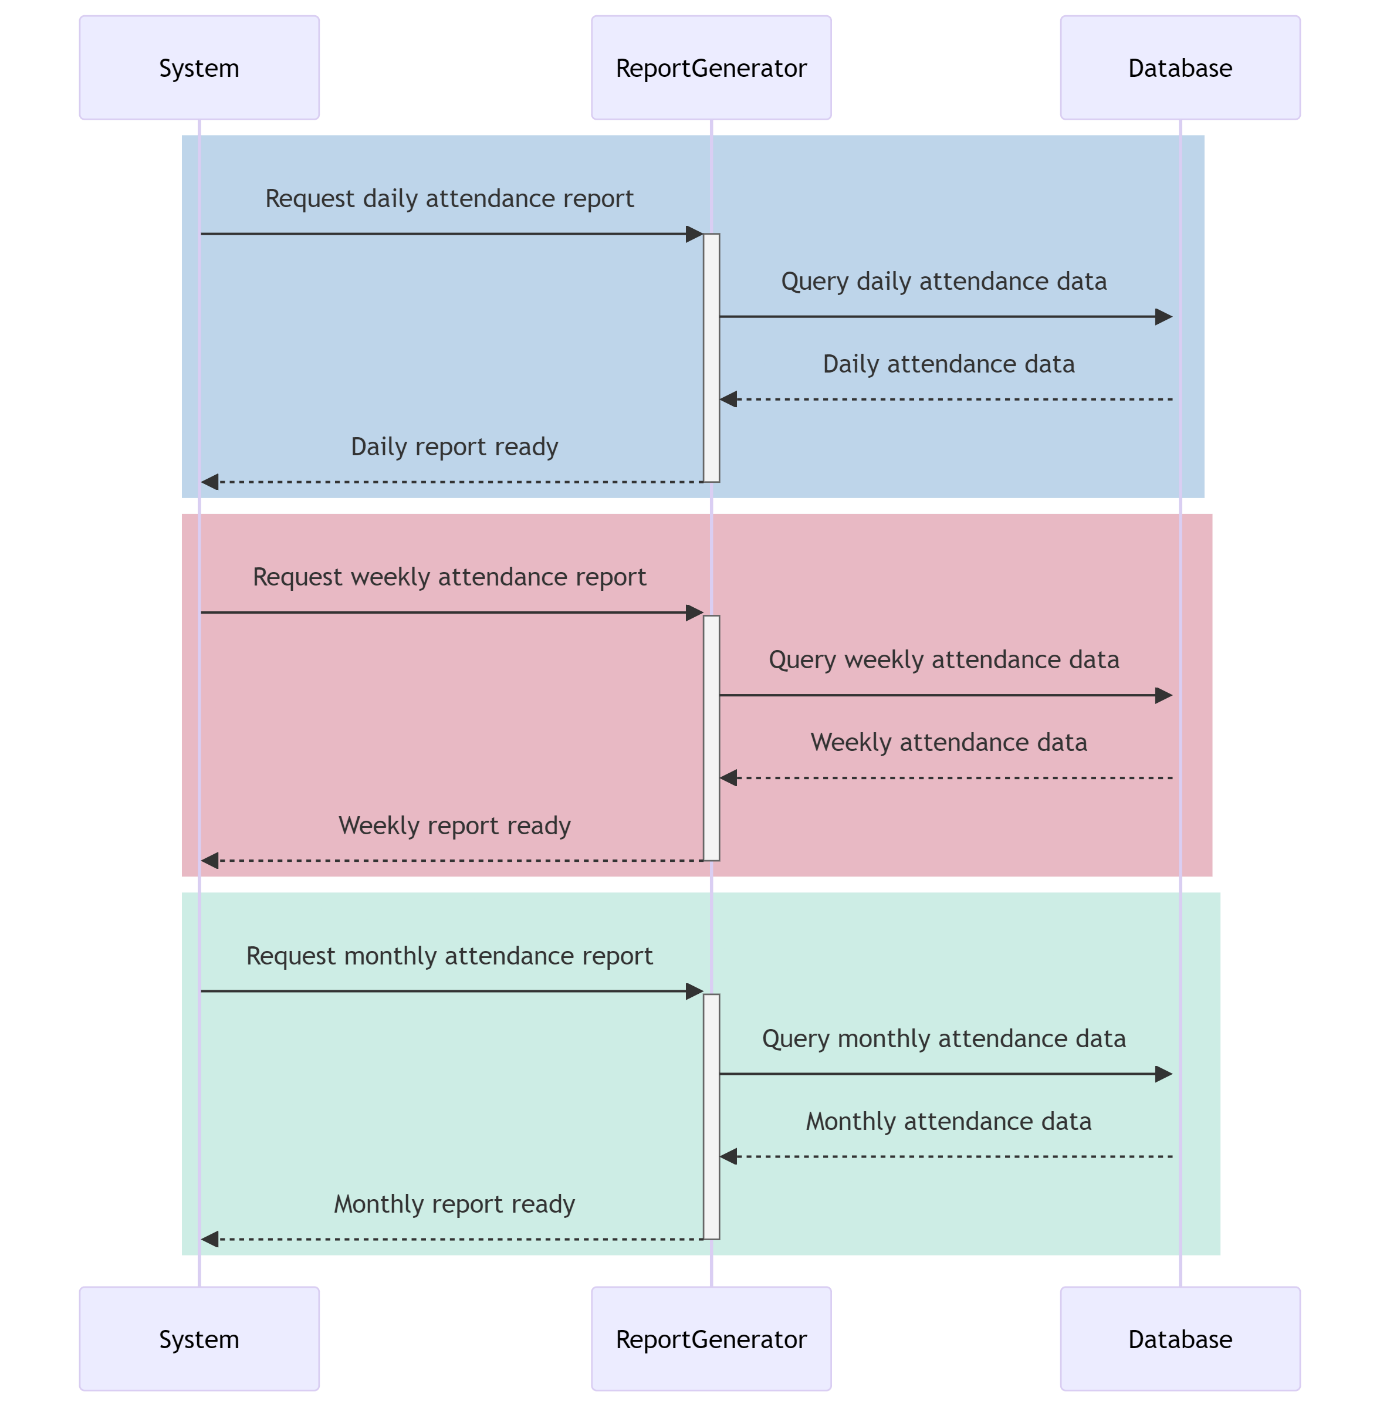 System
ReportGenerator
Database
Request daily attendance report
Query daily attendance data
Daily attendance data
Daily report ready
Request weekly attendance report
Query weekly attendance data
Weekly attendance data
Weekly report ready
Request monthly attendance report
Query monthly attendance data
Monthly attendance data
Monthly report ready
System
ReportGenerator
Database